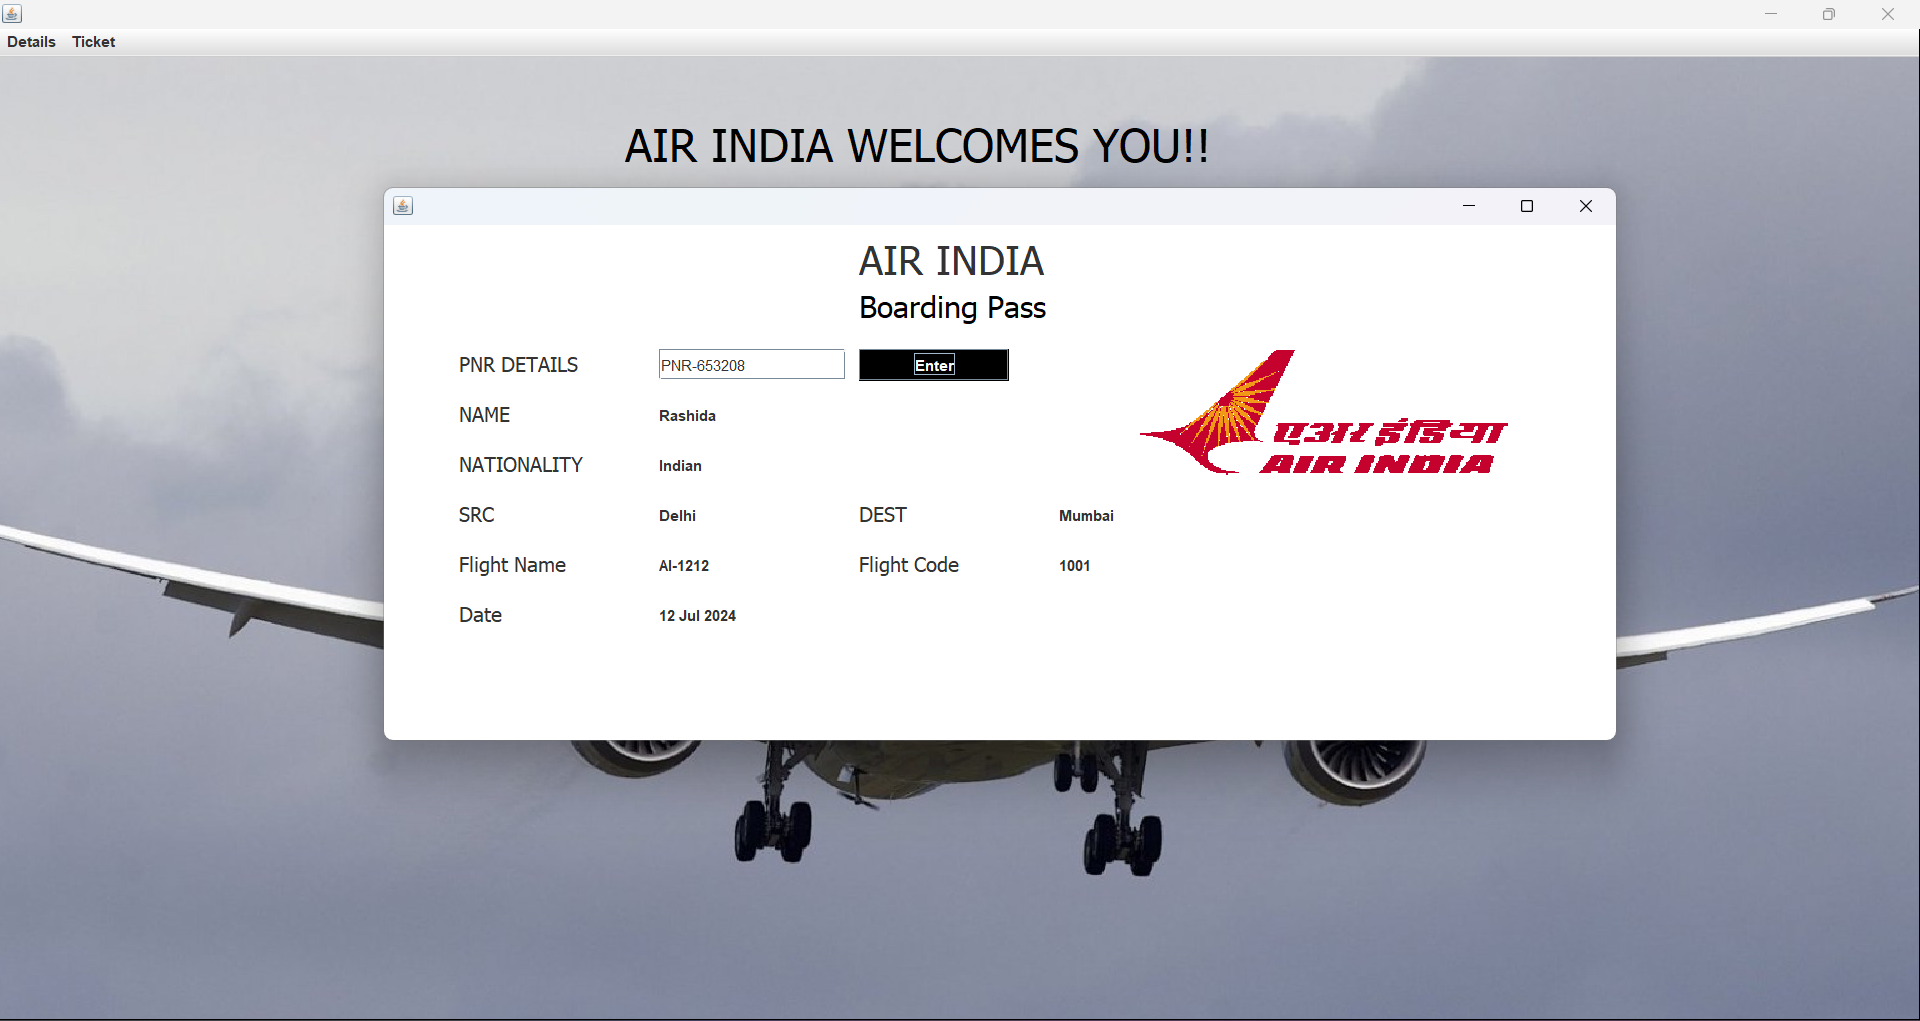 Details Ticket
AIR INDIA WELCOMES YOU!!
AIR INDIA
Boarding Pass
PNR DETAILS PNR-653208 Enter
NAME Rashida
एअर इंडिया
AIR INDIA
NATIONALITY Indian
SRC Delhi DEST Mumbai
Flight Name AI-1212 Flight Code 1001
Date 12 Jul 2024